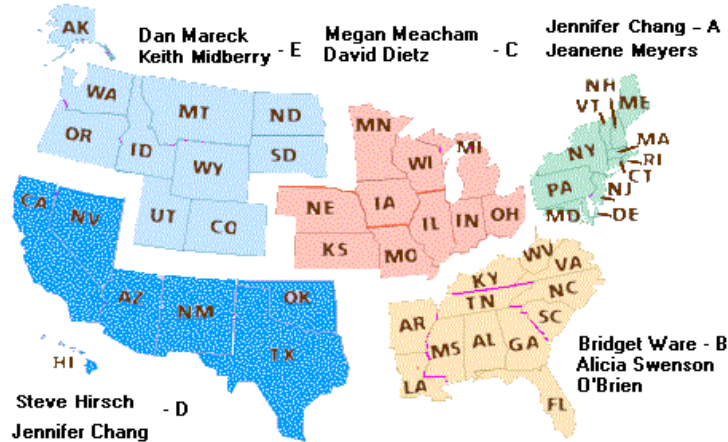 Dan Mareck
Keith Midberry - E
Megan Meacham
David Dietz - C
Jennifer Chang - A
Jeanene Meyers
AK
WA
MT
ND
OR
ID
WY
SD
UT
CO
MN
WI
MI
NE
IA
IL
IN
OH
KS
MO
NH
VT
ME
NY
MA
RI
CT
PA
NJ
MD
DE
CA
NV
AZ
NM
OK
TX
HI
WV
KY
VA
TN
NC
AR
SC
MS
AL
GA
LA
FL
Steve Hirsch - D
Jennifer Chang
Bridget Ware - B
Alicia Swenson
O'Brien